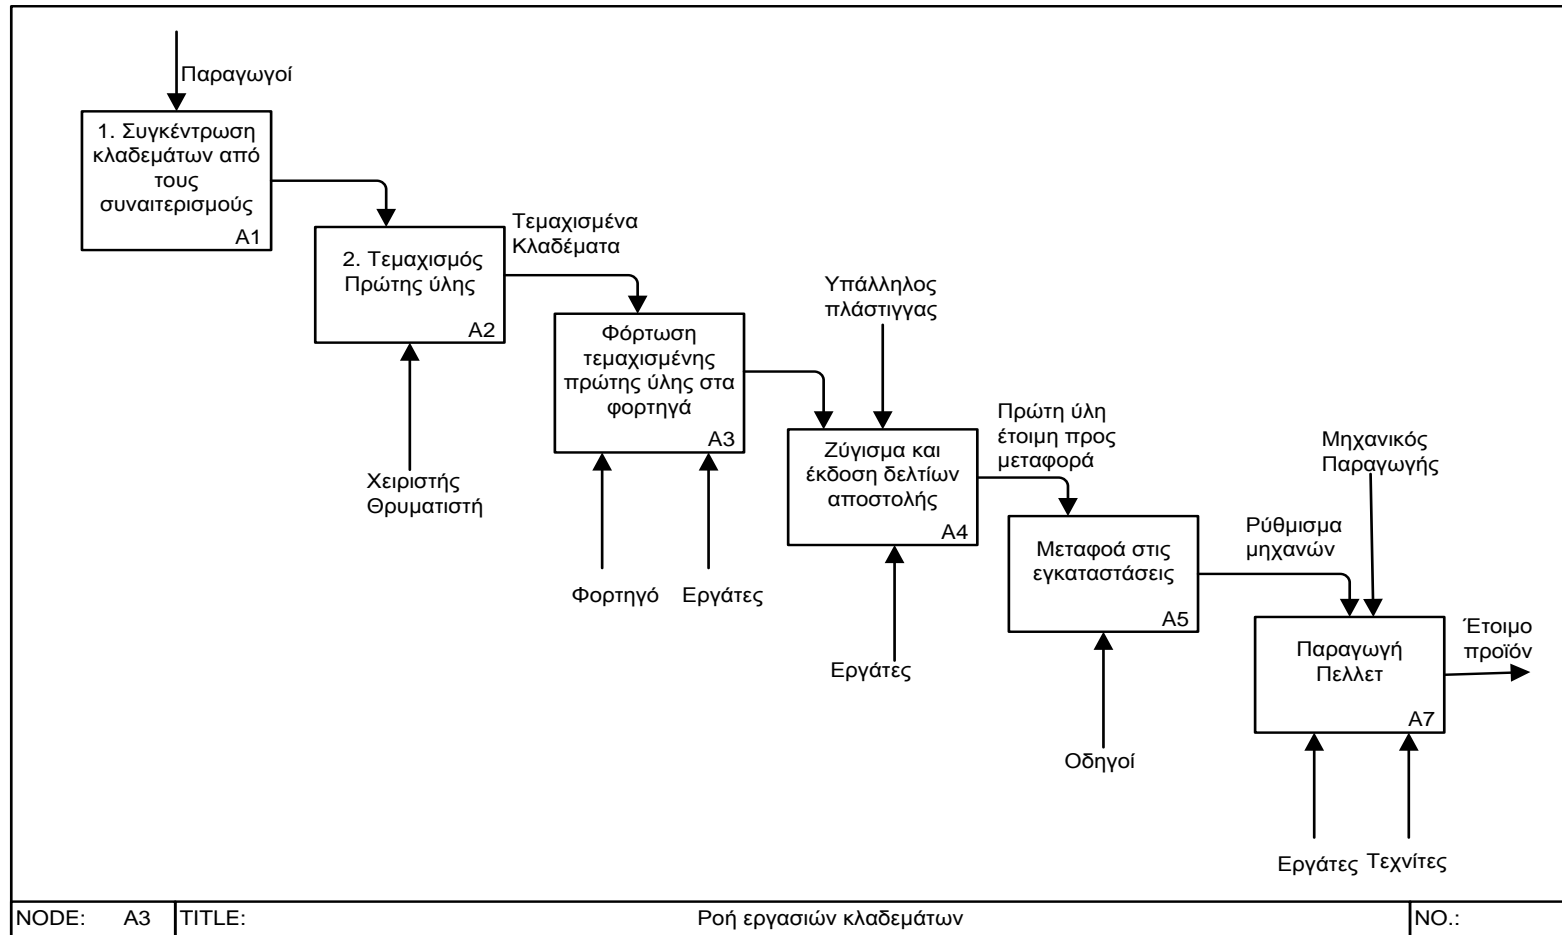 Παραγωγοί
1. Συγκέντρωση
κλαδεμάτων από
τους
συναιτερισμούς
A1
2. Τεμαχισμός
Πρώτης ύλης
A2
Τεμαχισμένα
Κλαδέματα
Χειριστής
Θρυματιστή
Φόρτωση
τεμαχισμένης
πρώτης ύλης στα
φορτηγά
A3
Φορτηγό
Εργάτες
Υπάλληλος
πλάστιγγας
Ζύγισμα και
έκδοση δελτίων
αποστολής
A4
Εργάτες
Πρώτη ύλη
έτοιμη προς
μεταφορά
Μεταφοά στις
εγκαταστάσεις
A5
Οδηγοί
Ρύθμισμα
μηχανών
Μηχανικός
Παραγωγής
Παραγωγή
Πελλετ
A7
Έτοιμο
προϊόν
Εργάτες
Τεχνίτες
NODE: A3
TITLE: Ροή εργασιών κλαδεμάτων
NO.: